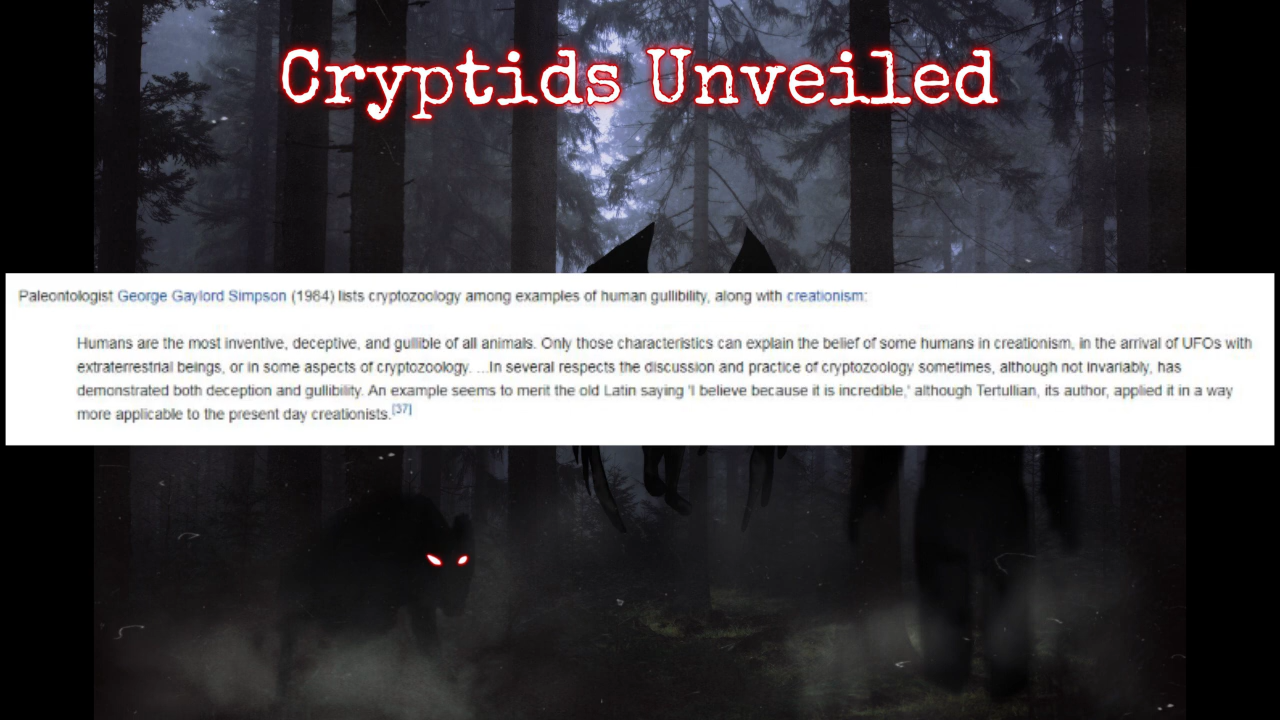 Cryptids Unveiled
Paleontologist George Gaylord Simpson (1984) lists cryptozoology among examples of human gullibility, along with creationism:
Humans are the most inventive, deceptive, and gullible of all animals. Only those characteristics can explain the belief of some humans in creationism, in the arrival of UFOs with
extraterrestrial beings, or in some aspects of cryptozoology. ...In several respects the discussion and practice of cryptozoology sometimes, although not invariably, has
demonstrated both deception and gullibility. An example seems to merit the old Latin saying 'I believe because it is incredible,' although Tertullian, its author, applied it in a way
more applicable to the present day creationists.[37]